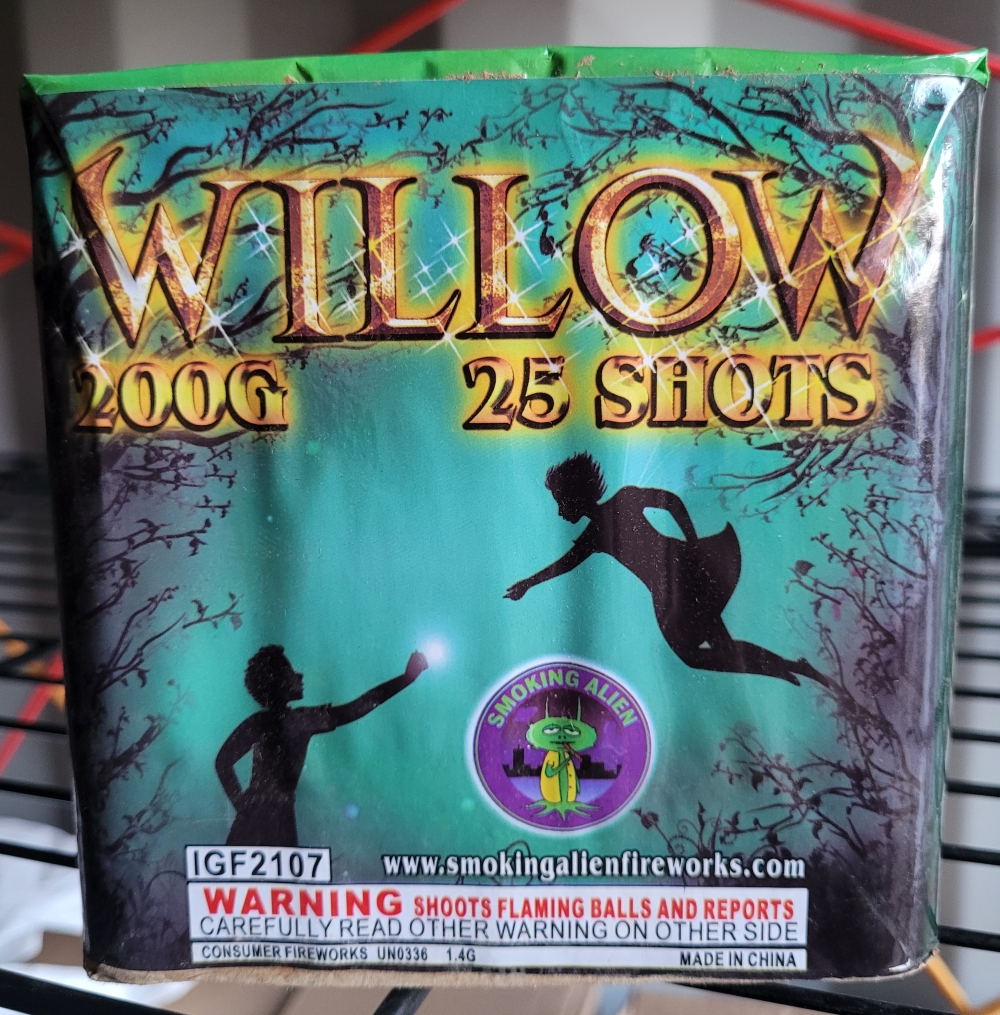 WILLOW
200G 25 SHOTS
SMOKING ALIEN
IGF2107 www.smokingalienfireworks.com
WARNING SHOOTS FLAMING BALLS AND REPORTS
CAREFULLY READ OTHER WARNING ON OTHER SIDE
CONSUMER FIREWORKS UN0336 1.4G MADE IN CHINA